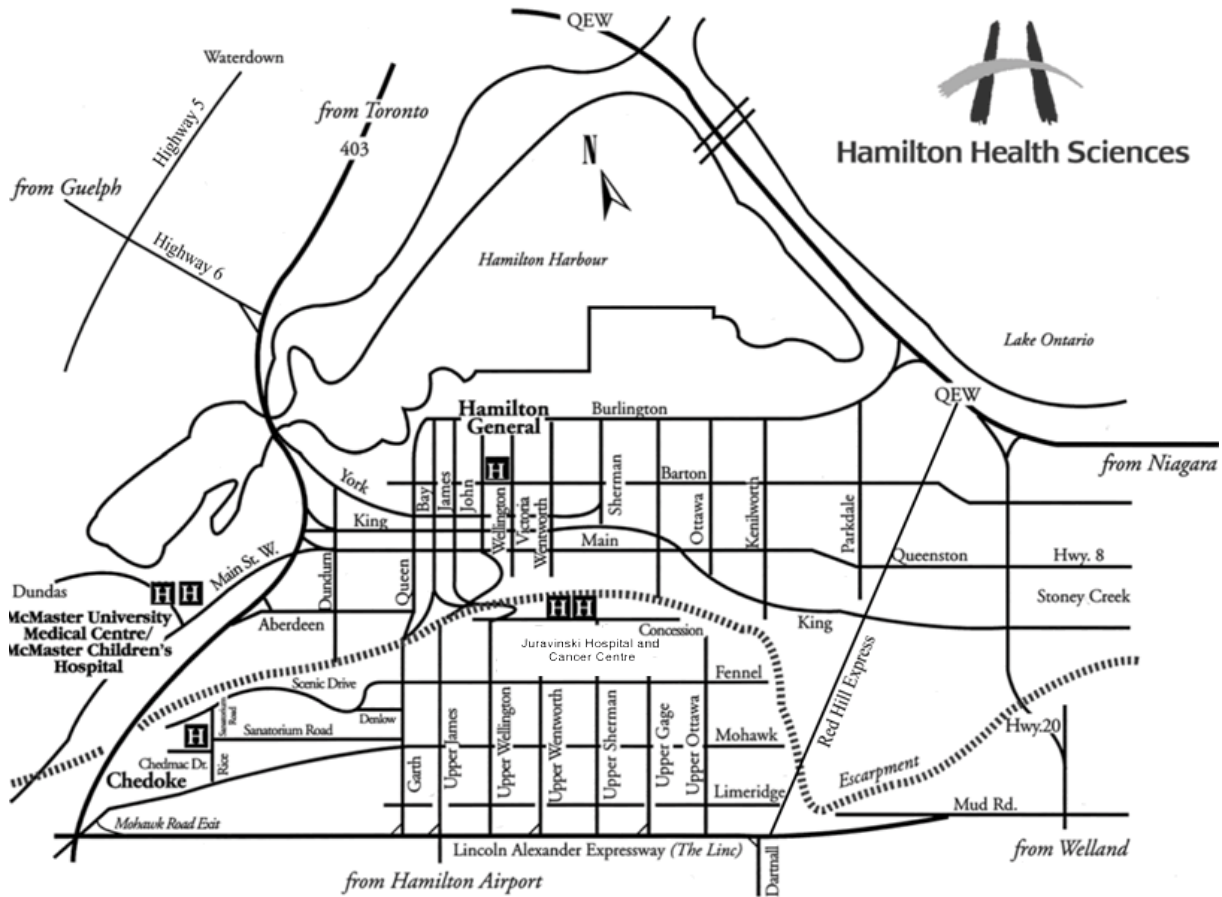 QEW
Waterdown
Highway 5
from Toronto
403
from Guelph
Highway 6
N
Hamilton Health Sciences
Hamilton Harbour
Lake Ontario
QEW
Hamilton
General
Burlington
from Niagara
H
York
Bay
James
John
Wellington
Victoria
Wentworth
Sherman
Barton
Ottawa
Kenilworth
Parkdale
King
Main
Queenston
Hwy. 8
Main St. W.
Dundurn
Queen
Dundas
H H
McMaster University
Medical Centre/
McMaster Children's
Hospital
Aberdeen
Stoney Creek
H H
Concession
King
Juravinski Hospital and
Cancer Centre
Red Hill Express
Scenic Drive
Fennel
Denlow
Sanatorium Road
H
Sanatorium Road
Chedmac Dr.
Rice
Chedoke
Garth
Upper James
Upper Wellington
Upper Wentworth
Upper Sherman
Upper Gage
Upper Ottawa
Mohawk
Hwy.20
Escarpment
Limeridge
Mud Rd.
Mohawk Road Exit
Lincoln Alexander Expressway (The Linc)
Dartnall
from Welland
from Hamilton Airport